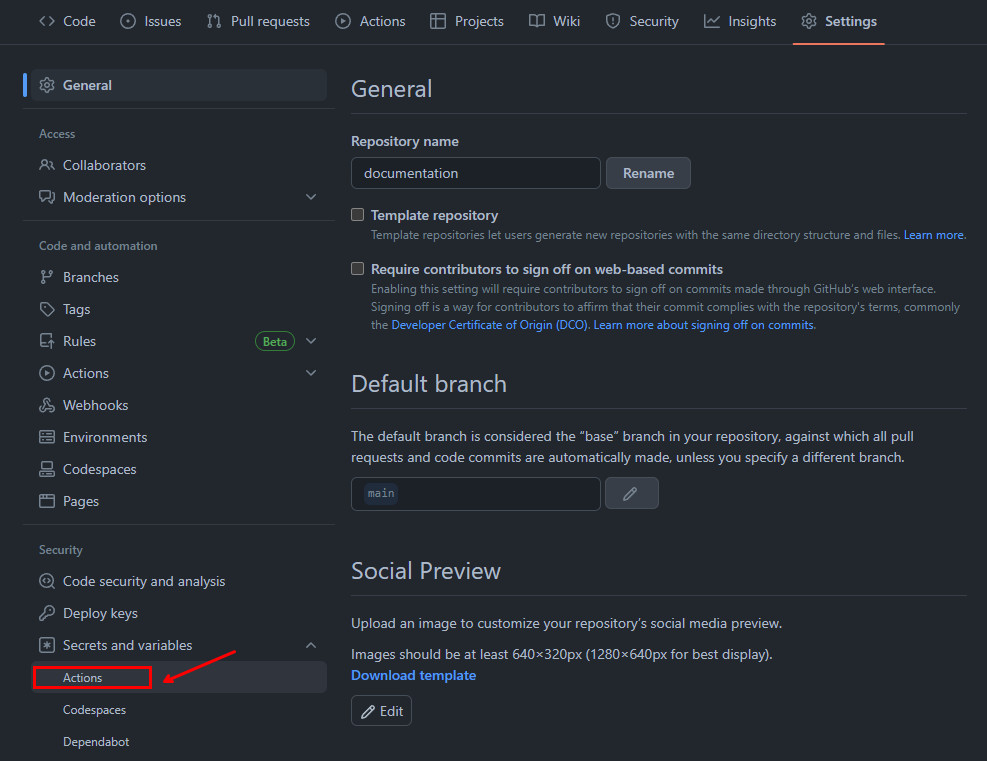 Code Issues Pull requests Actions Projects Wiki Security Insights Settings
General
Access
Collaborators
Moderation options
Code and automation
Branches
Tags
Rules Beta
Actions
Webhooks
Environments
Codespaces
Pages
Security
Code security and analysis
Deploy keys
Secrets and variables
Actions
Codespaces
Dependabot
General
Repository name
documentation Rename
Template repository
Template repositories let users generate new repositories with the same directory structure and files. Learn more.
Require contributors to sign off on web-based commits
Enabling this setting will require contributors to sign off on commits made through GitHub's web interface.
Signing off is a way for contributors to affirm that their commit complies with the repository's terms, commonly
the Developer Certificate of Origin (DCO). Learn more about signing off on commits.
Default branch
The default branch is considered the “base” branch in your repository, against which all pull
requests and code commits are automatically made, unless you specify a different branch.
main
Social Preview
Upload an image to customize your repository's social media preview.
Images should be at least 640×320px (1280×640px for best display).
Download template
Edit